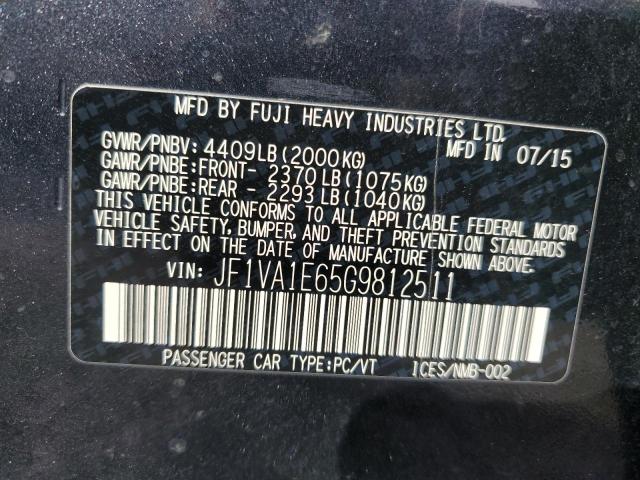 MFD BY FUJI HEAVY INDUSTRIES LTD.
MFD IN 07/15
GVWR/PNBV: 4409LB(2000KG)
GAWR/PNBE:FRONT- 2370LB(1075KG)
GAWR/PNBE:REAR - 2293LB(1040KG)
THIS VEHICLE CONFORMS TO ALL APPLICABLE FEDERAL MOTOR
VEHICLE SAFETY, BUMPER, AND THEFT PREVENTION STANDARDS
IN EFFECT ON THE DATE OF MANUFACTURE SHOWN ABOVE.
VIN: JF1VA1E65G9812511
PASSENGER CAR TYPE:PC/VT 1CES/NMB-002